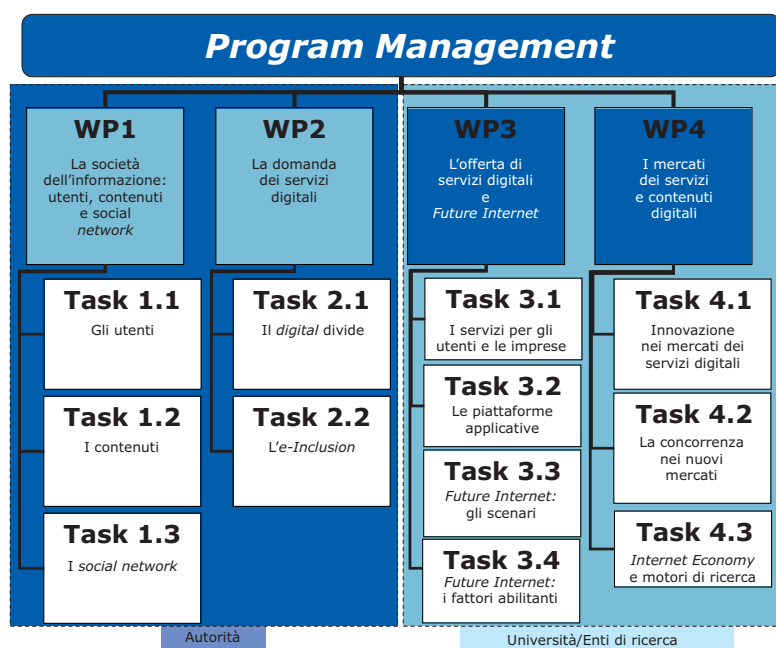 Program Management
WP1
La società
dell'informazione:
utenti, contenuti
e social
network
WP2
La domanda
dei servizi
digitali
WP3
L'offerta di
servizi digitali
e
Future Internet
WP4
I mercati
dei servizi
e contenuti
digitali
Task 1.1
Gli utenti
Task 1.2
I contenuti
Task 1.3
I social network
Task 2.1
Il digital divide
Task 2.2
L'e-Inclusion
Task 3.1
I servizi per gli
utenti e le imprese
Task 3.2
Le piattaforme
applicative
Task 3.3
Future Internet:
gli scenari
Task 3.4
Future Internet:
i fattori abilitanti
Task 4.1
Innovazione
nei mercati dei
servizi digitali
Task 4.2
La concorrenza
nei nuovi
mercati
Task 4.3
Internet Economy
e motori di ricerca
Autorità
Università/Enti di ricerca